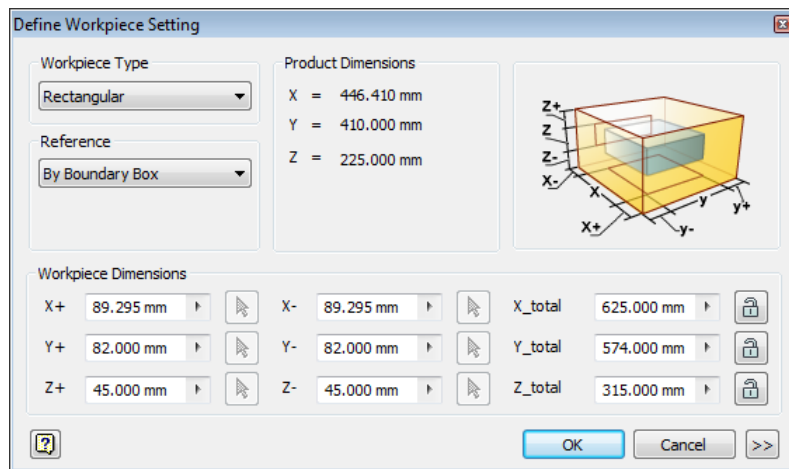 Define Workpiece Setting
Workpiece Type
Rectangular
Reference
By Boundary Box
Product Dimensions
X = 446.410 mm
Y = 410.000 mm
Z = 225.000 mm
Z+
Z
Z-
X-
X
X+
y-
y
y+
Workpiece Dimensions
X+ 89.295 mm X- 89.295 mm X_total 625.000 mm
Y+ 82.000 mm Y- 82.000 mm Y_total 574.000 mm
Z+ 45.000 mm Z- 45.000 mm Z_total 315.000 mm
? OK Cancel >>